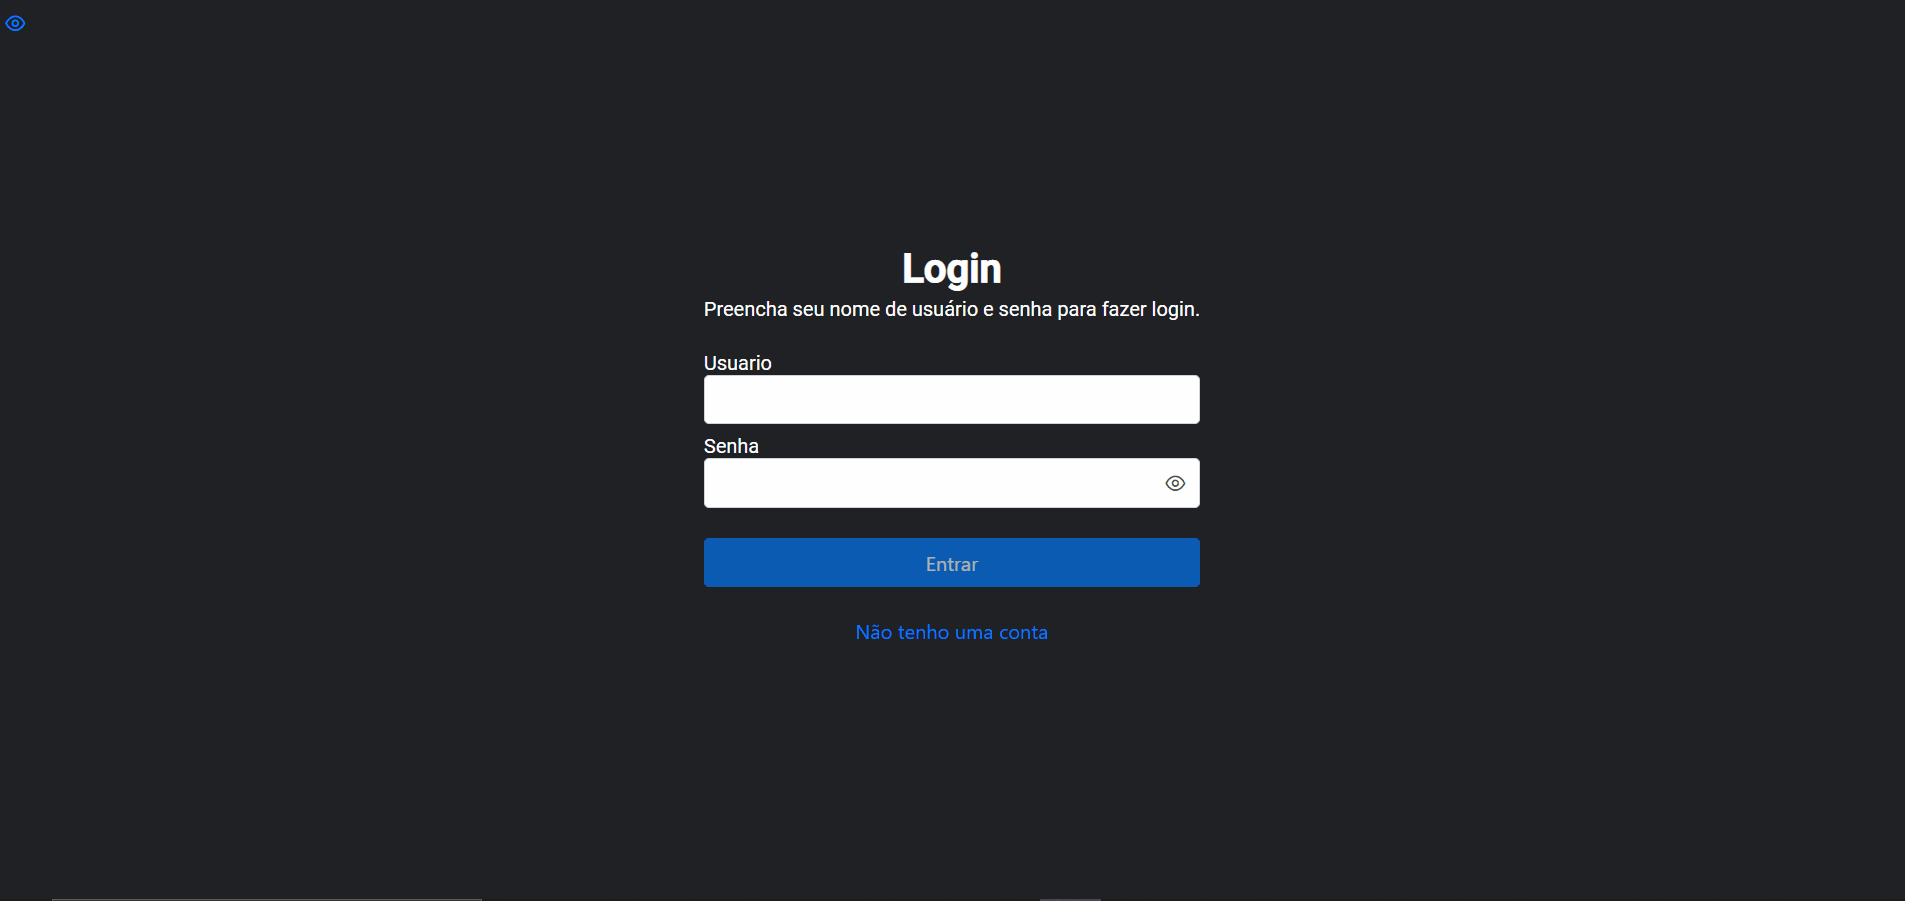 Login
Preencha seu nome de usuário e senha para fazer login.
Usuario
Senha
Entrar
Não tenho uma conta